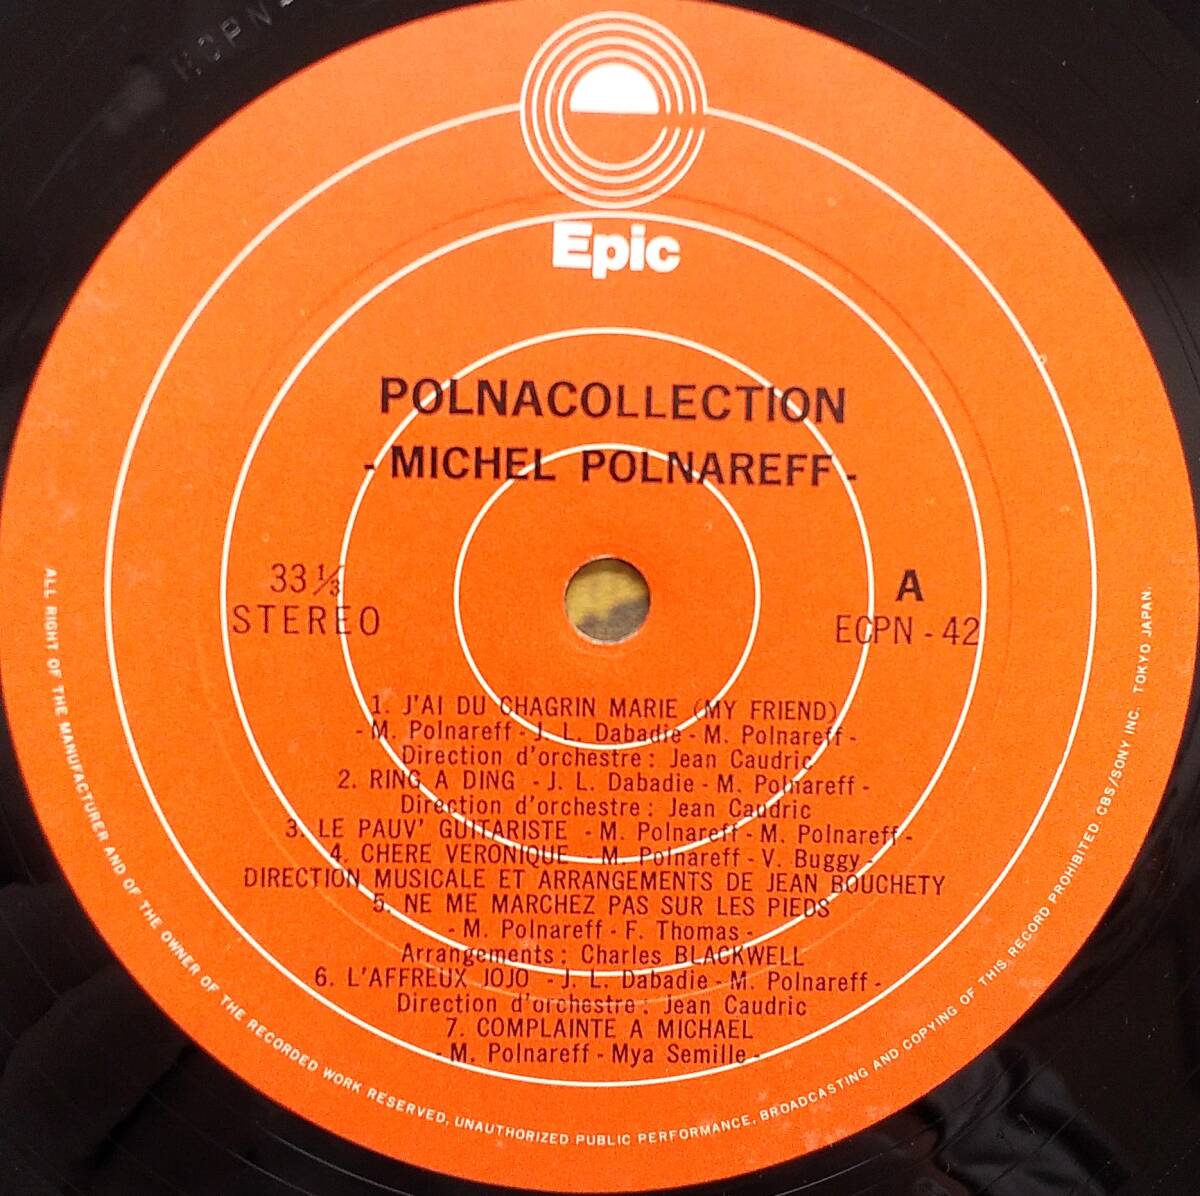 Epic
POLNACOLLECTION
- MICHEL POLNAREFF -
33 1/3
STEREO
A
ECPN - 42
1. J'AI DU CHAGRIN MARIE (MY FRIEND)
- M. Polnareff - J. L. Dabadie - M. Polnareff -
Direction d'orchestre : Jean Caudric
2. RING A DING - J. L. Dabadie - M. Polnareff -
Direction d'orchestre : Jean Caudric
3. LE PAUV' GUITARISTE - M. Polnareff - M. Polnareff -
4. CHERE VERONIQUE - M. Polnareff - V. Buggy -
DIRECTION MUSICALE ET ARRANGEMENTS DE JEAN BOUCHETY
5. NE ME MARCHEZ PAS SUR LES PIEDS
- M. Polnareff - F. Thomas -
Arrangements : Charles BLACKWELL
6. L'AFFREUX JOJO - J. L. Dabadie - M. Polnareff -
Direction d'orchestre : Jean Caudric
7. COMPLAINTE A MICHAEL
- M. Polnareff - Mya Semille -
ALL RIGHT OF THE MANUFACTURER AND OF THE OWNER OF THE RECORDED WORK RESERVED, UNAUTHORIZED PUBLIC PERFORMANCE, BROADCASTING AND COPYING OF THIS RECORD PROHIBITED. CBS/SONY INC. TOKYO JAPAN.